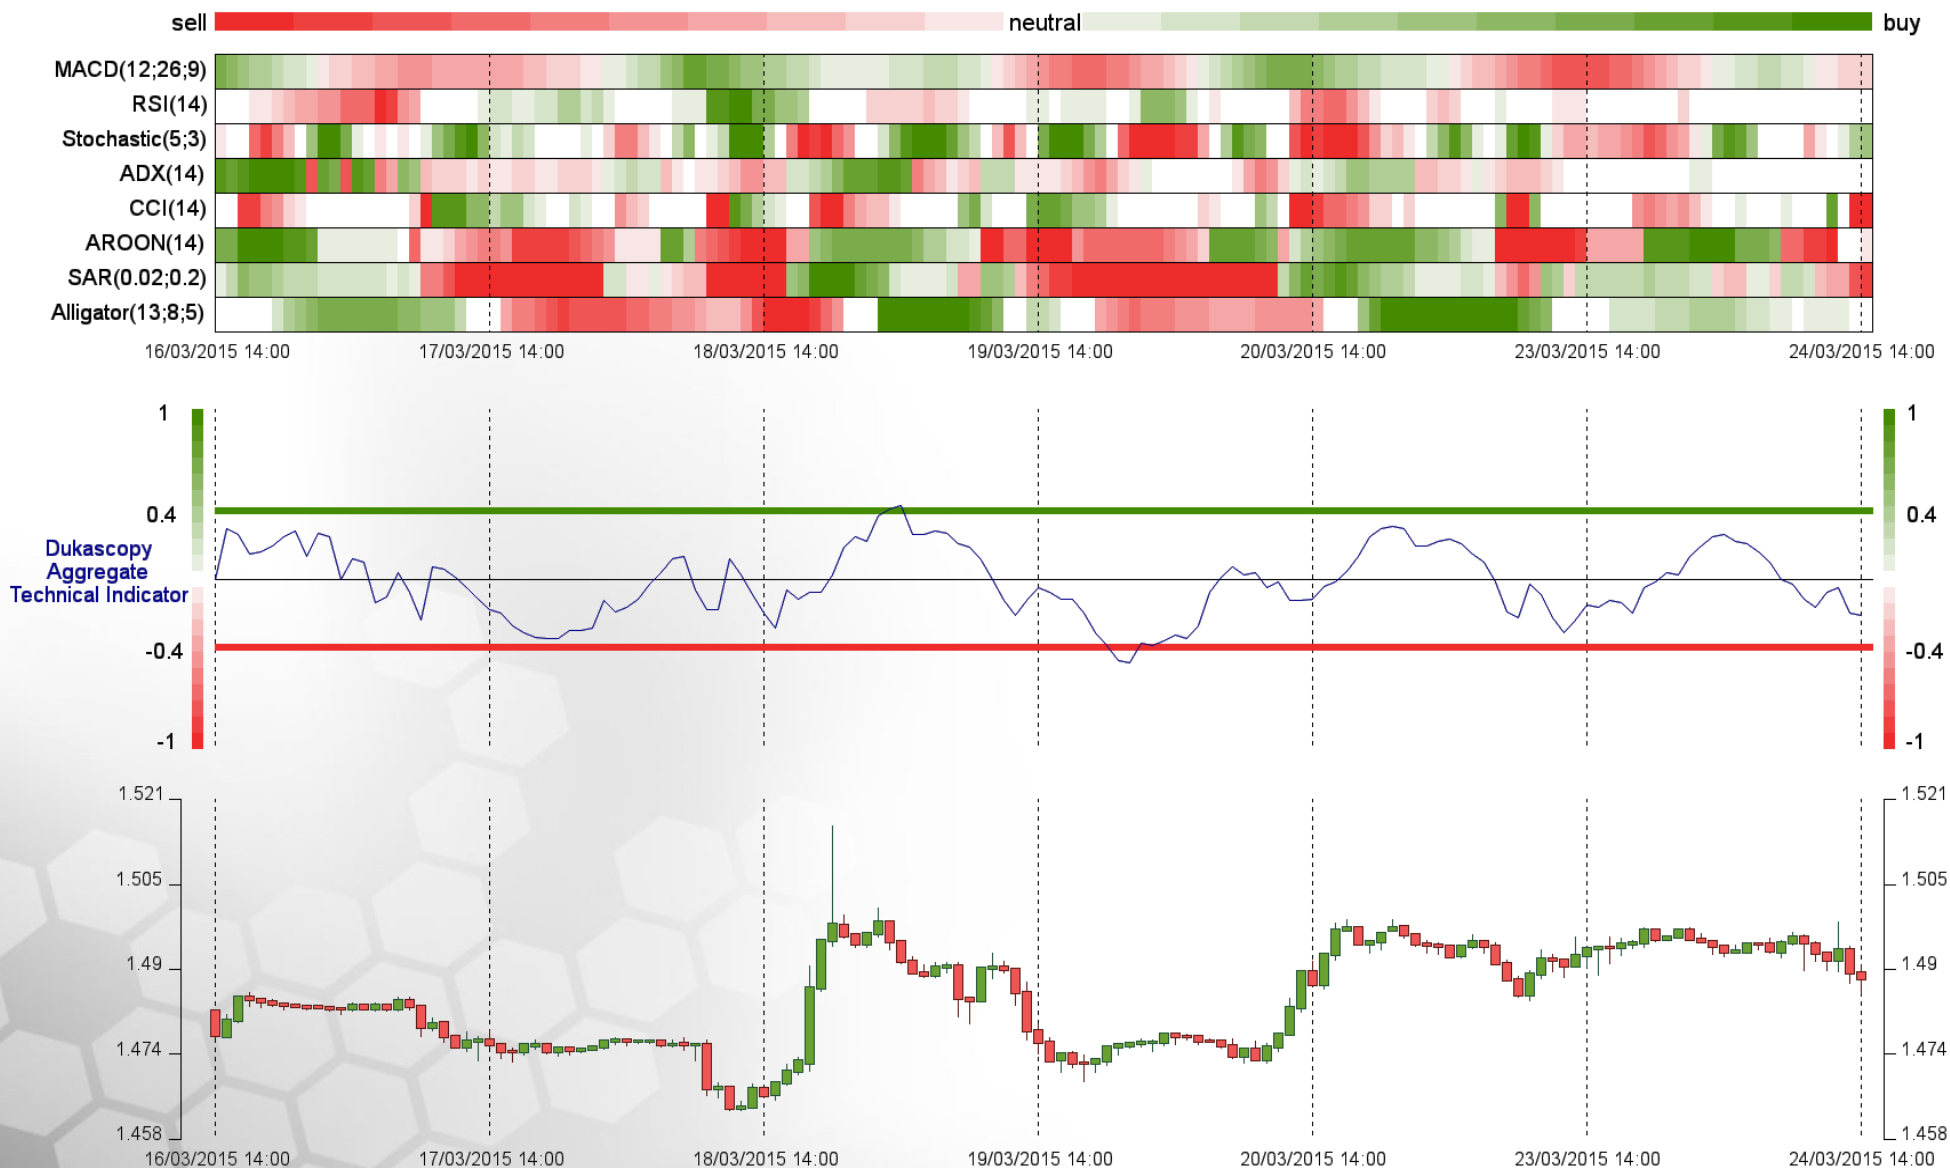 sell neutral buy
MACD(12;26;9)
RSI(14)
Stochastic(5;3)
ADX(14)
CCI(14)
AROON(14)
SAR(0.02;0.2)
Alligator(13;8;5)
16/03/2015 14:00 17/03/2015 14:00 18/03/2015 14:00 19/03/2015 14:00 20/03/2015 14:00 23/03/2015 14:00 24/03/2015 14:00
1 1
0.4 0.4
Dukascopy
Aggregate
Technical Indicator
-0.4 -0.4
-1 -1
1.521 1.521
1.505 1.505
1.49 1.49
1.474 1.474
1.458 1.458
16/03/2015 14:00 17/03/2015 14:00 18/03/2015 14:00 19/03/2015 14:00 20/03/2015 14:00 23/03/2015 14:00 24/03/2015 14:00